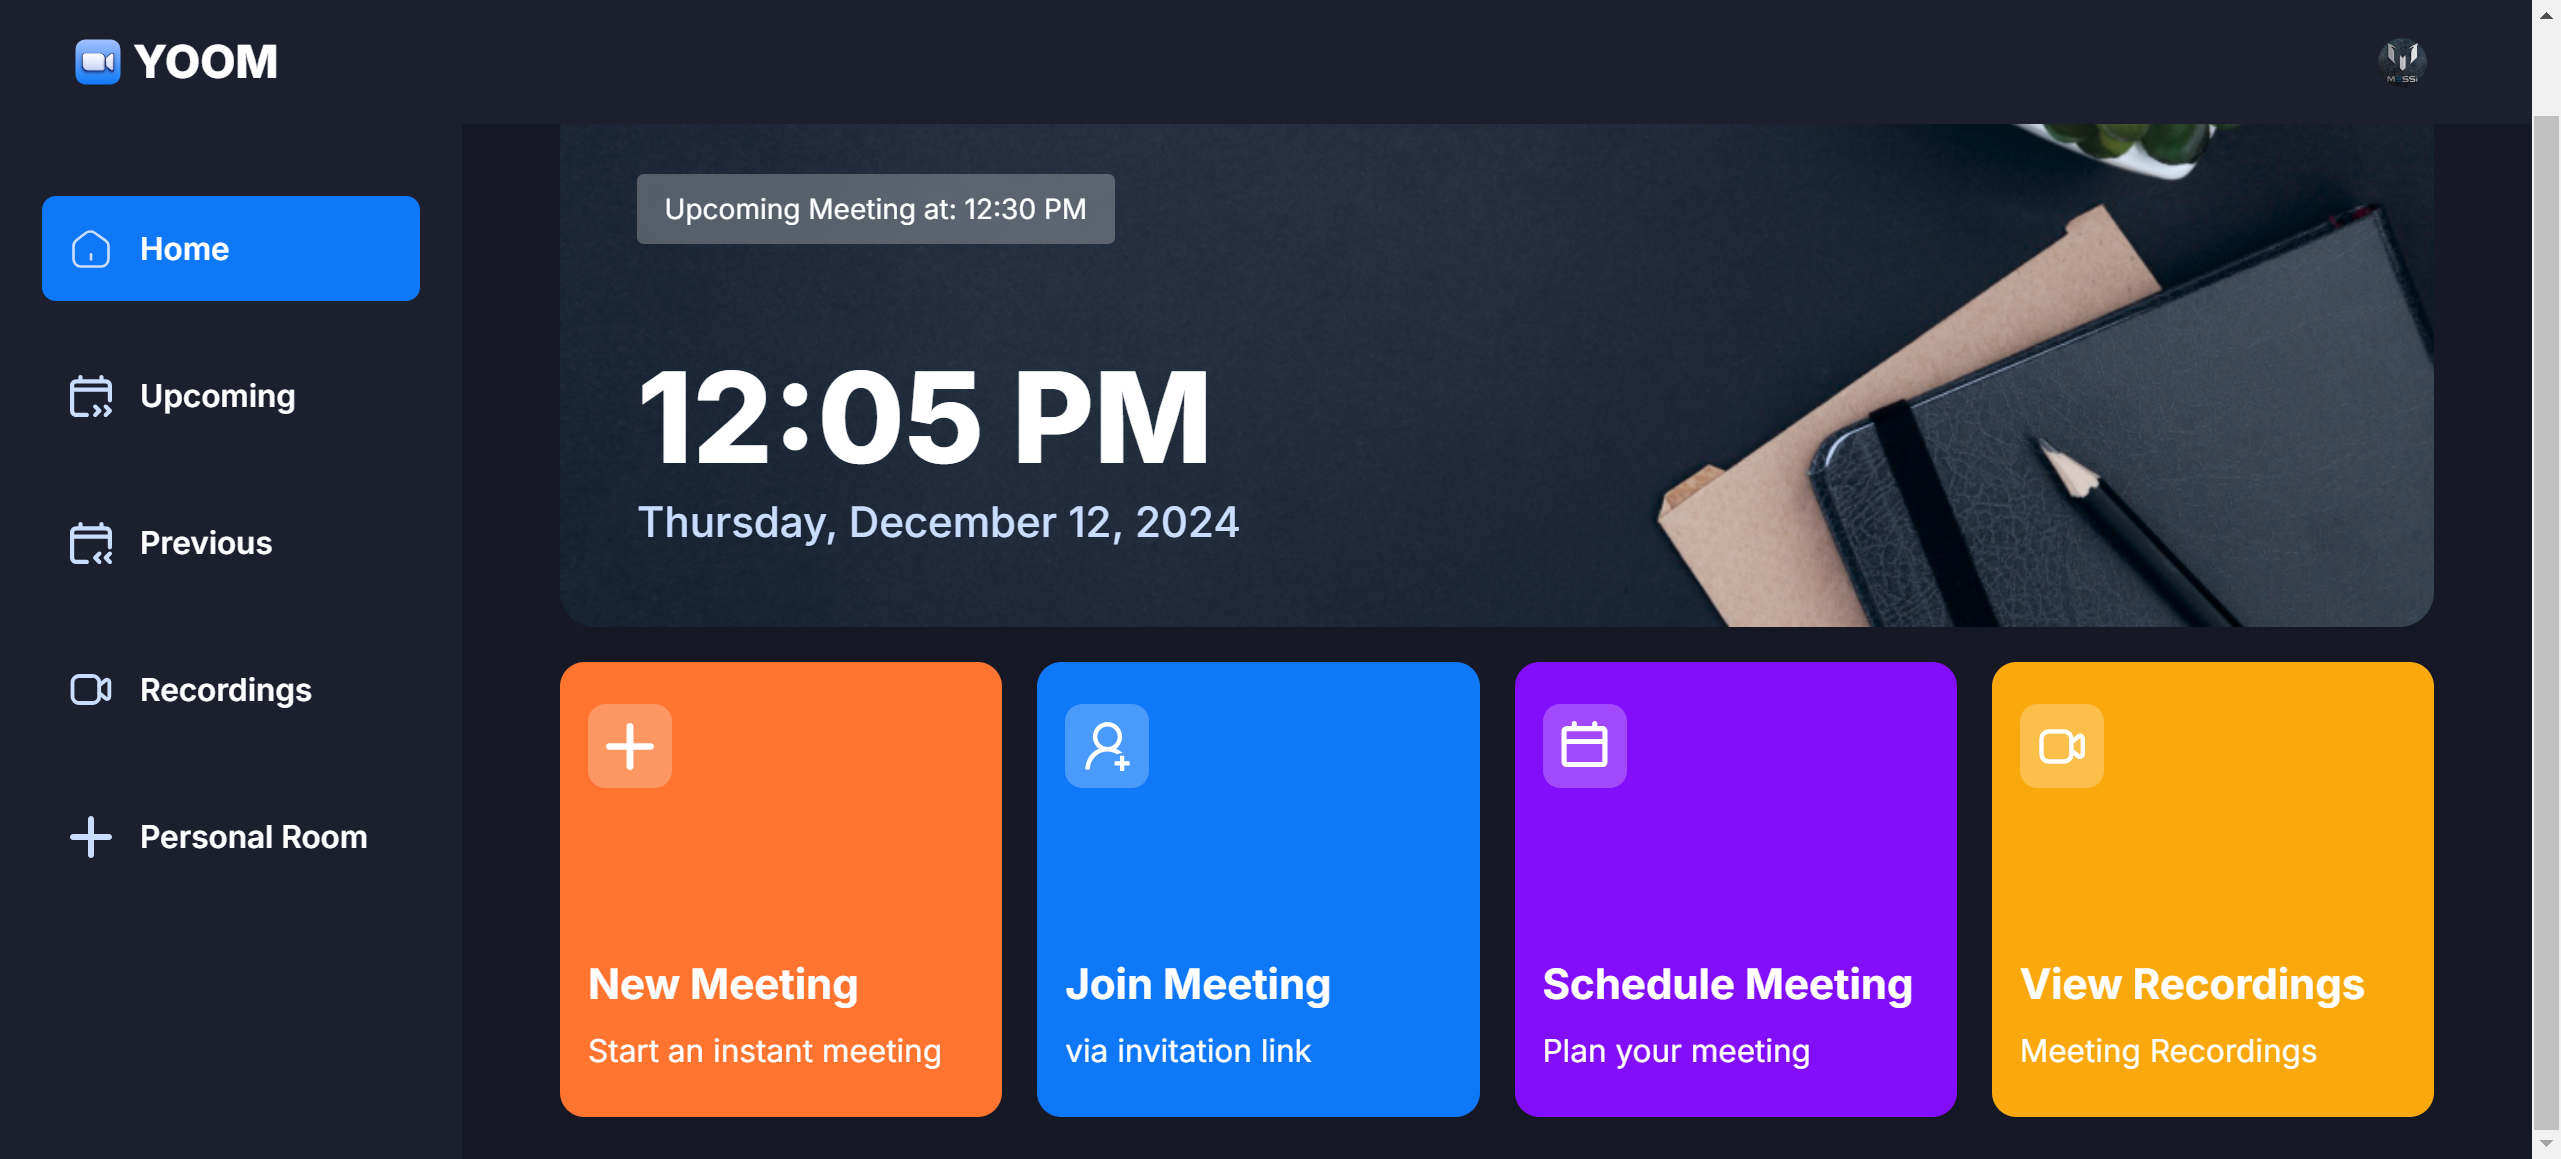 YOOM
MESSI
Home
Upcoming
Previous
Recordings
Personal Room
Upcoming Meeting at: 12:30 PM
12:05 PM
Thursday, December 12, 2024
New Meeting
Start an instant meeting
Join Meeting
via invitation link
Schedule Meeting
Plan your meeting
View Recordings
Meeting Recordings